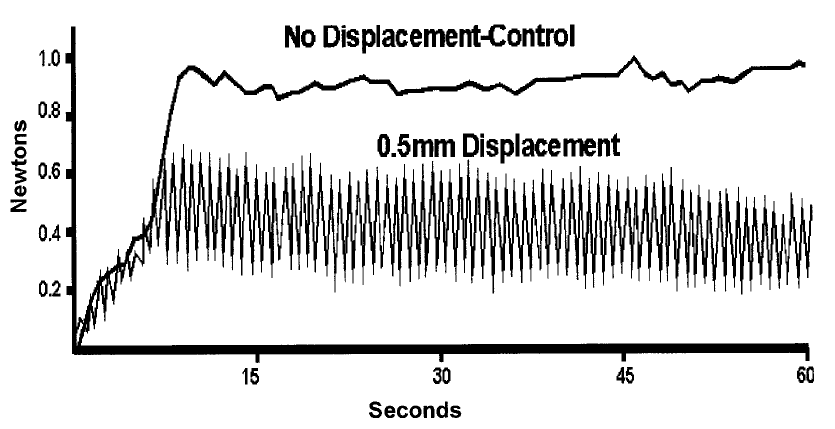 No Displacement-Control
1.0
0.8
0.5mm Displacement
0.6
Newtons
0.4
0.2
15 30 45 60
Seconds